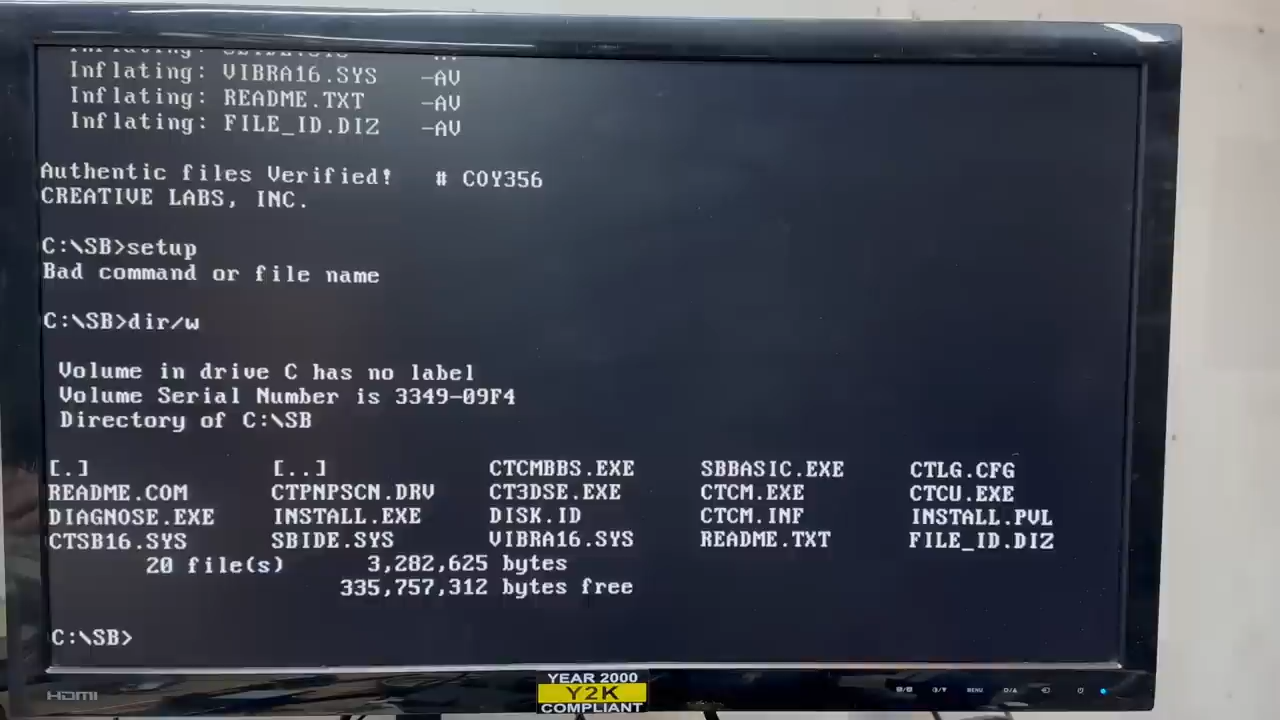 Inflating: VIBRA16.SYS -AV
Inflating: README.TXT -AV
Inflating: FILE_ID.DIZ -AV
Authentic files Verified! # COY356
CREATIVE LABS, INC.
C:\SB>setup
Bad command or file name
C:\SB>dir/w
Volume in drive C has no label
Volume Serial Number is 3349-09F4
Directory of C:\SB
[.] [..] CTCMBBS.EXE SBBASIC.EXE CTLG.CFG
README.COM CTPNPSCN.DRV CT3DSE.EXE CTCM.EXE CTCU.EXE
DIAGNOSE.EXE INSTALL.EXE DISK.ID CTCM.INF INSTALL.PVL
CTSB16.SYS SBIDE.SYS VIBRA16.SYS README.TXT FILE_ID.DIZ
20 file(s) 3,282,625 bytes
335,757,312 bytes free
C:\SB>
HDMI
YEAR 2000
Y2K
COMPLIANT
MENU